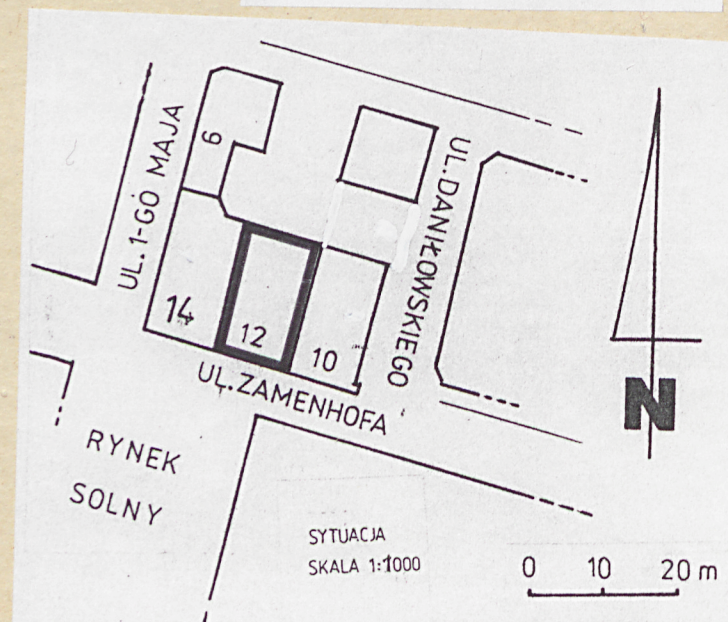 UL. 1-GO MAJA
6
UL. DANIŁOWSKIEGO
14
12
10
UL. ZAMENHOFA
RYNEK
SOLNY
N
SYTUACJA
SKALA 1:1000
0 10 20 m